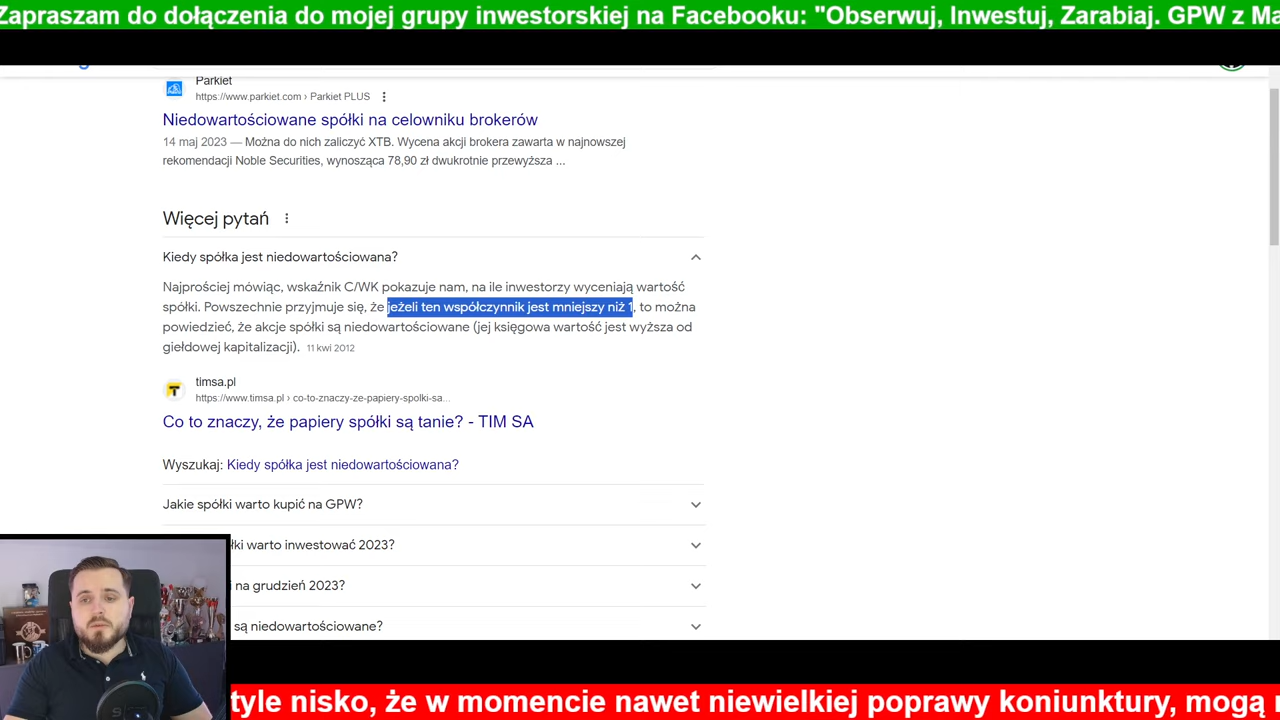 Zapraszam do dołączenia do mojej grupy inwestorskiej na Facebooku: "Obserwuj, Inwestuj, Zarabiaj. GPW z Ma
Parkiet
https://www.parkiet.com › Parkiet PLUS
Niedowartościowane spółki na celowniku brokerów
14 maj 2023 — Można do nich zaliczyć XTB. Wycena akcji brokera zawarta w najnowszej
rekomendacji Noble Securities, wynosząca 78,90 zł dwukrotnie przewyższa ...
Więcej pytań
Kiedy spółka jest niedowartościowana?
Najprościej mówiąc, wskaźnik C/WK pokazuje nam, na ile inwestorzy wyceniają wartość
spółki. Powszechnie przyjmuje się, że jeżeli ten współczynnik jest mniejszy niż 1, to można
powiedzieć, że akcje spółki są niedowartościowane (jej księgowa wartość jest wyższa od
giełdowej kapitalizacji). 11 kwi 2012
timsa.pl
https://www.timsa.pl › co-to-znaczy-ze-papiery-spolki-sa...
Co to znaczy, że papiery spółki są tanie? - TIM SA
Wyszukaj: Kiedy spółka jest niedowartościowana?
Jakie spółki warto kupić na GPW?
łki warto inwestować 2023?
i na grudzień 2023?
są niedowartościowane?
tyle nisko, że w momencie nawet niewielkiej poprawy koniunktury, mogą